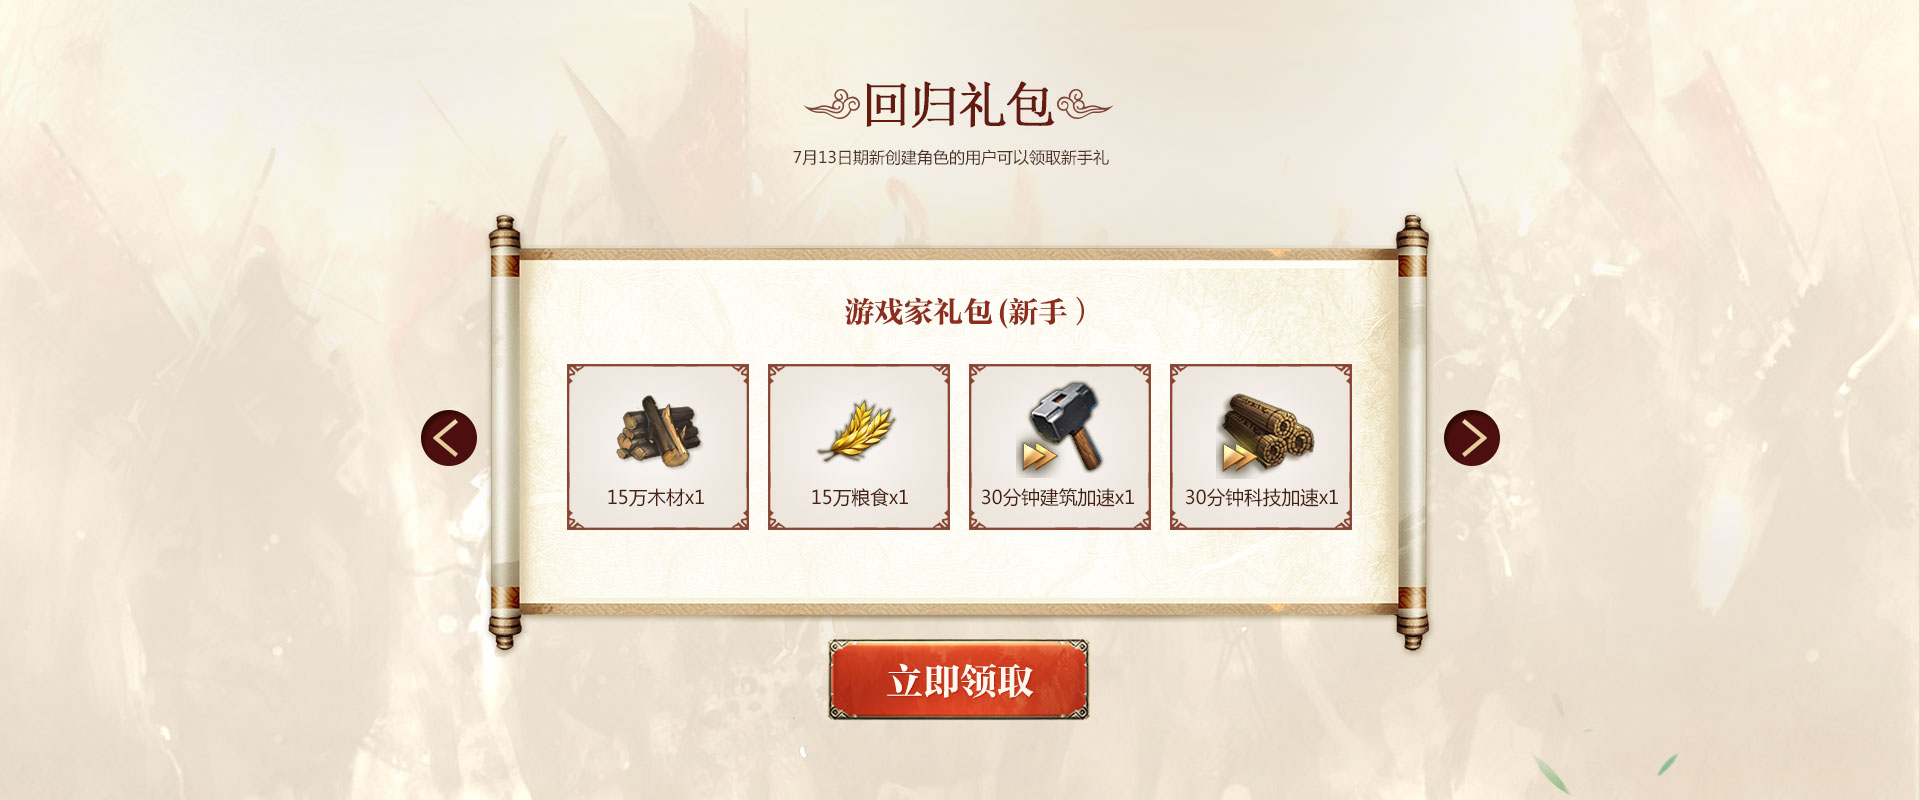 回归礼包
7月13日期新创建角色的用户可以领取新手礼
游戏家礼包(新手）
15万木材x1
15万粮食x1
30分钟建筑加速x1
30分钟科技加速x1
立即领取